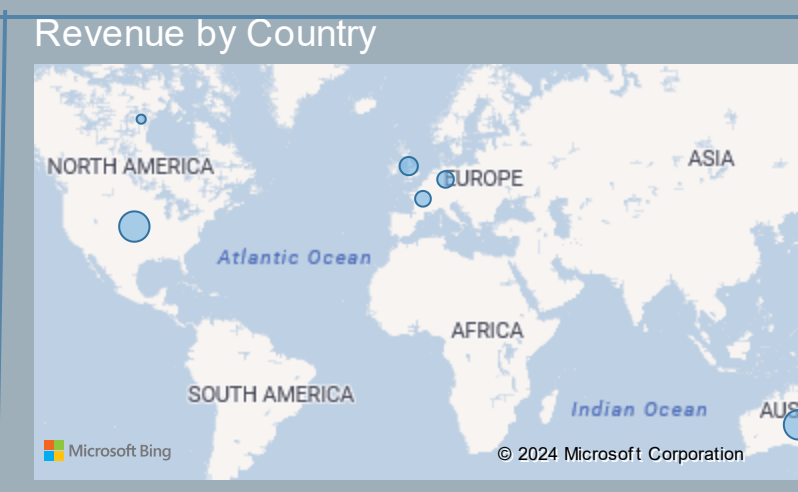 Revenue by Country
NORTH AMERICA
ASIA
EUROPE
Atlantic Ocean
AFRICA
SOUTH AMERICA
Indian Ocean
AUS
Microsoft Bing
© 2024 Microsoft Corporation